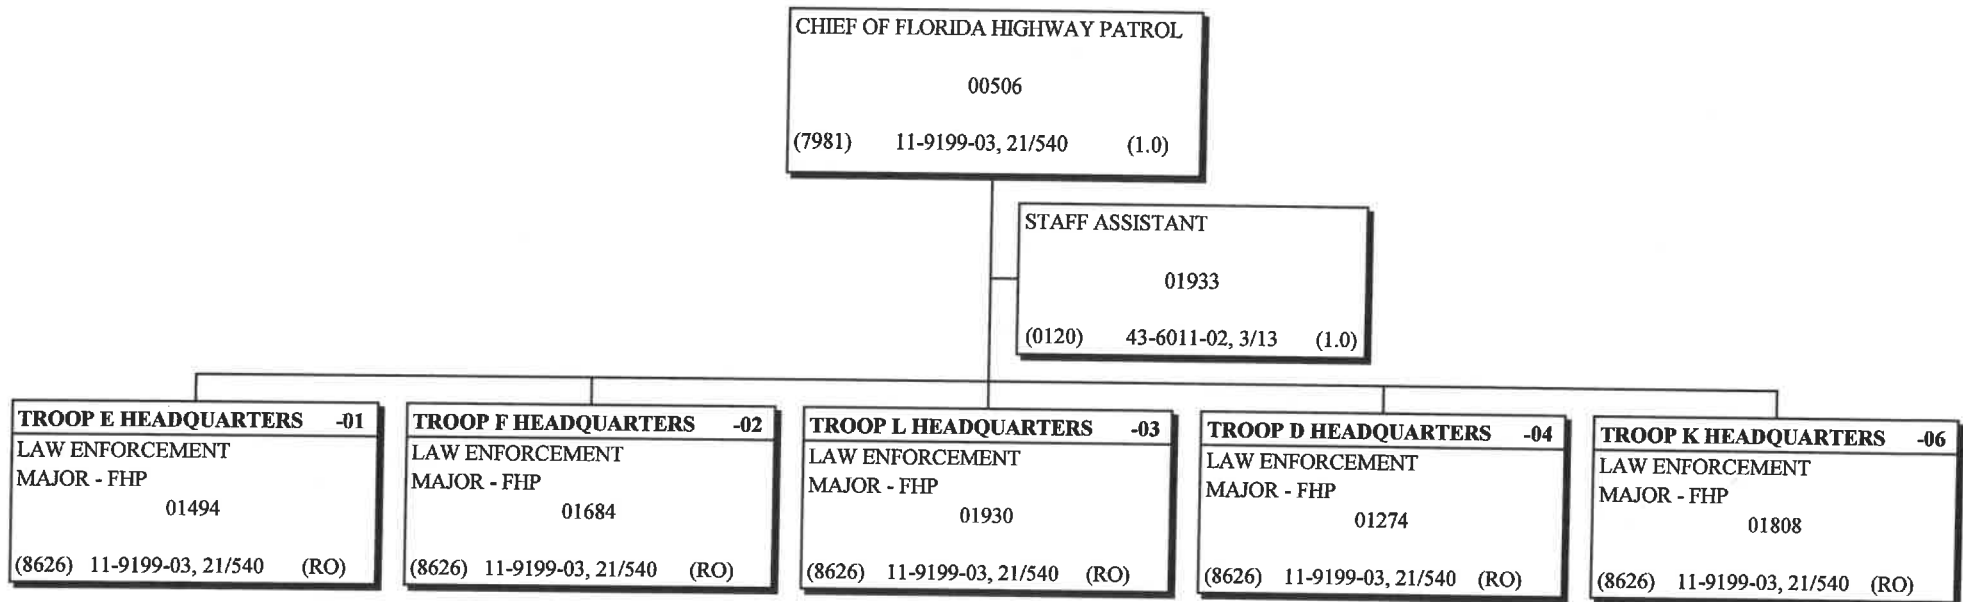 CHIEF OF FLORIDA HIGHWAY PATROL
00506
(7981) 11-9199-03, 21/540 (1.0)
STAFF ASSISTANT
01933
(0120) 43-6011-02, 3/13 (1.0)
TROOP E HEADQUARTERS -01
LAW ENFORCEMENT
MAJOR - FHP
01494
(8626) 11-9199-03, 21/540 (RO)
TROOP F HEADQUARTERS -02
LAW ENFORCEMENT
MAJOR - FHP
01684
(8626) 11-9199-03, 21/540 (RO)
TROOP L HEADQUARTERS -03
LAW ENFORCEMENT
MAJOR - FHP
01930
(8626) 11-9199-03, 21/540 (RO)
TROOP D HEADQUARTERS -04
LAW ENFORCEMENT
MAJOR - FHP
01274
(8626) 11-9199-03, 21/540 (RO)
TROOP K HEADQUARTERS -06
LAW ENFORCEMENT
MAJOR - FHP
01808
(8626) 11-9199-03, 21/540 (RO)